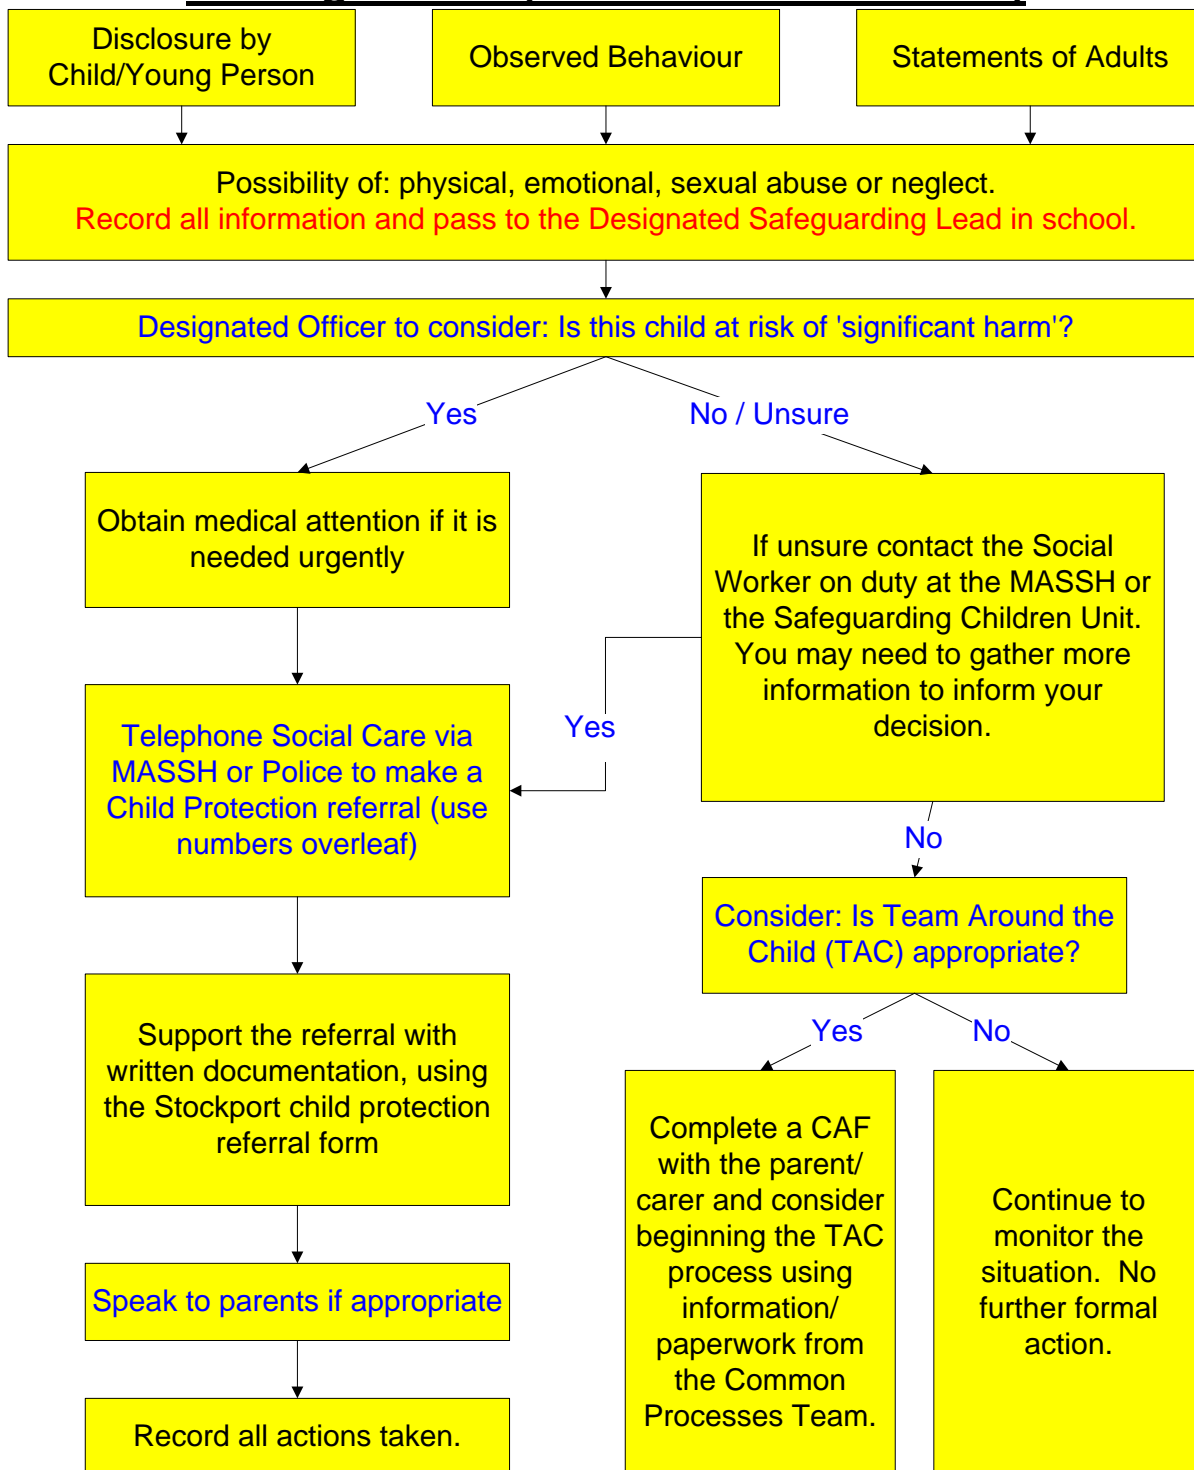 Disclosure by
Child/Young Person
Observed Behaviour
Statements of Adults
Possibility of: physical, emotional, sexual abuse or neglect.
Record all information and pass to the Designated Safeguarding Lead in school.
Designated Officer to consider: Is this child at risk of 'significant harm'?
Yes
No / Unsure
Obtain medical attention if it is
needed urgently
If unsure contact the Social
Worker on duty at the MASSH or
the Safeguarding Children Unit.
You may need to gather more
information to inform your
decision.
Yes
Telephone Social Care via
MASSH or Police to make a
Child Protection referral (use
numbers overleaf)
No
Consider: Is Team Around the
Child (TAC) appropriate?
Support the referral with
written documentation, using
the Stockport child protection
referral form
Yes
No
Complete a CAF
with the parent/
carer and consider
beginning the TAC
process using
information/
paperwork from
the Common
Processes Team.
Continue to
monitor the
situation.  No
further formal
action.
Speak to parents if appropriate
Record all actions taken.